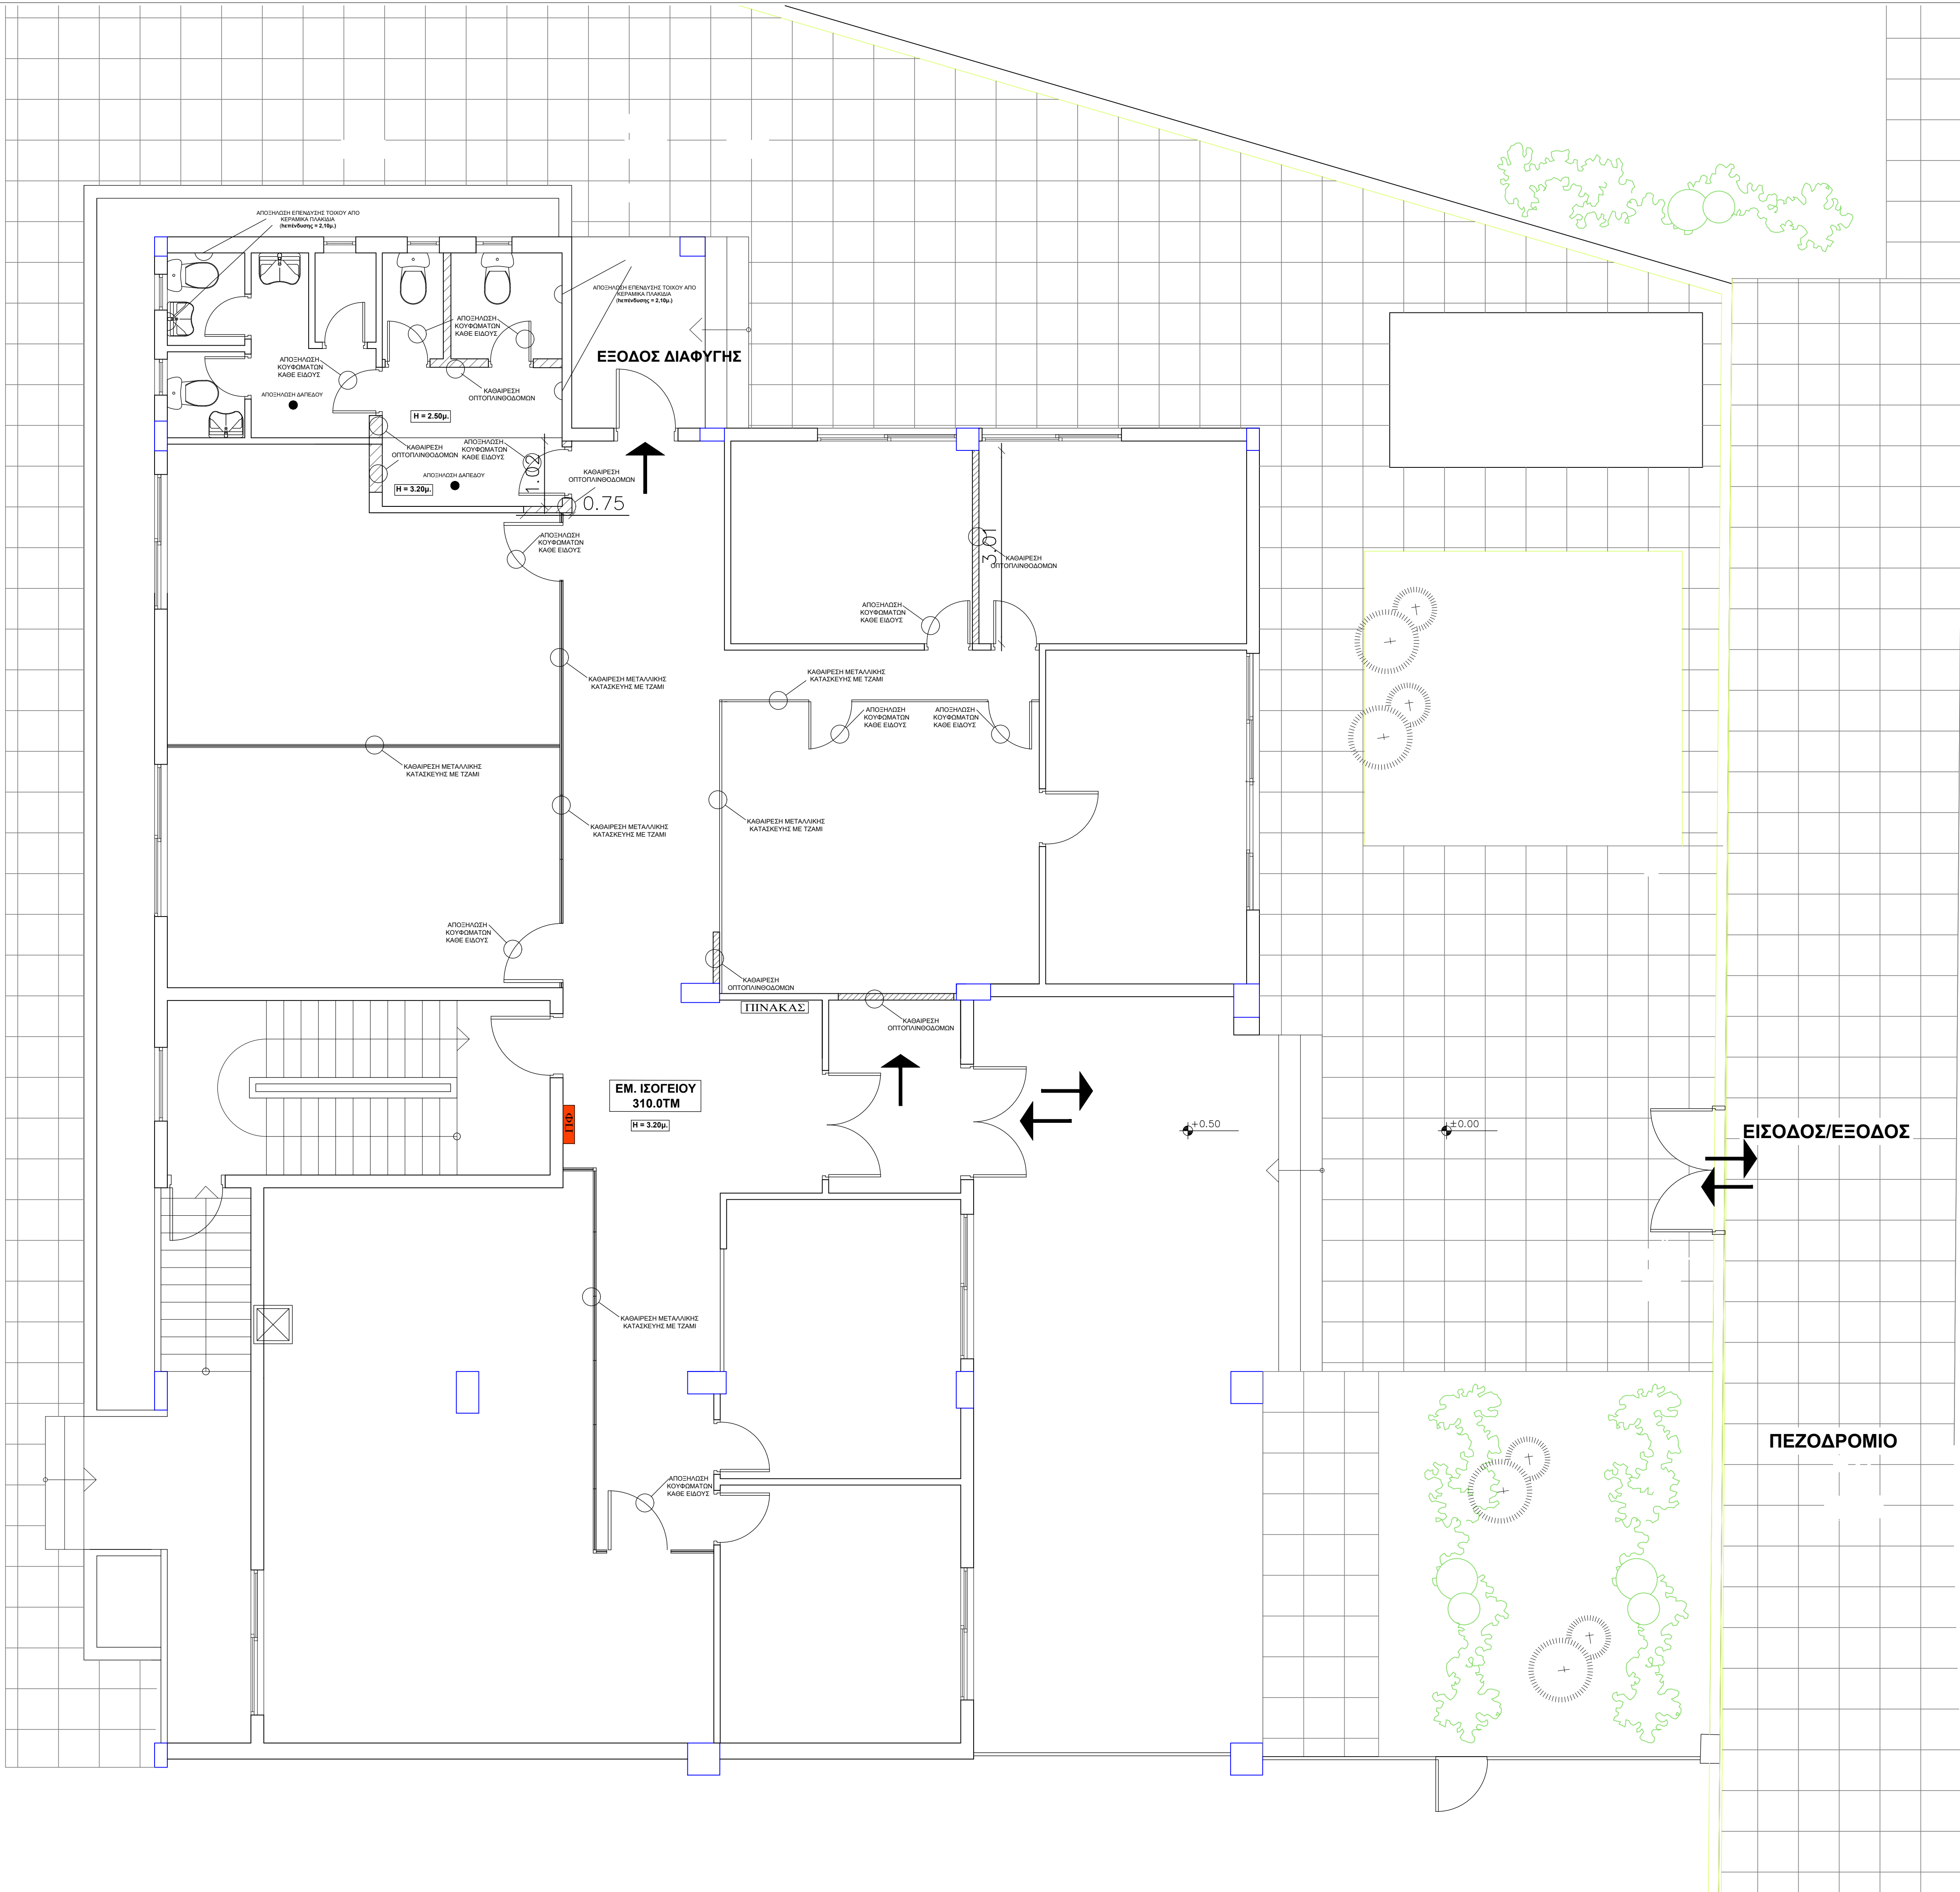 ΑΠΟΞΗΛΩΣΗ ΕΠΕΝΔΥΣΗΣ ΤΟΙΧΟΥ ΑΠΟ
ΚΕΡΑΜΙΚΑ ΠΛΑΚΙΔΙΑ
(hεπένδυσης = 2,10μ.)
ΑΠΟΞΗΛΩΣΗ ΕΠΕΝΔΥΣΗΣ ΤΟΙΧΟΥ ΑΠΟ
ΚΕΡΑΜΙΚΑ ΠΛΑΚΙΔΙΑ
(hεπένδυσης = 2,10μ.)
ΑΠΟΞΗΛΩΣΗ
ΚΟΥΦΩΜΑΤΩΝ
ΚΑΘΕ ΕΙΔΟΥΣ
ΕΞΟΔΟΣ ΔΙΑΦΥΓΗΣ
ΑΠΟΞΗΛΩΣΗ
ΚΟΥΦΩΜΑΤΩΝ
ΚΑΘΕ ΕΙΔΟΥΣ
ΑΠΟΞΗΛΩΣΗ ΔΑΠΕΔΟΥ
ΚΑΘΑΙΡΕΣΗ
ΟΠΤΟΠΛΙΝΘΟΔΟΜΩΝ
H = 2.50μ.
ΚΑΘΑΙΡΕΣΗ
ΟΠΤΟΠΛΙΝΘΟΔΟΜΩΝ
ΑΠΟΞΗΛΩΣΗ
ΚΟΥΦΩΜΑΤΩΝ
ΚΑΘΕ ΕΙΔΟΥΣ
ΑΠΟΞΗΛΩΣΗ ΔΑΠΕΔΟΥ
H = 3.20μ.
1.02
ΚΑΘΑΙΡΕΣΗ
ΟΠΤΟΠΛΙΝΘΟΔΟΜΩΝ
0.75
ΑΠΟΞΗΛΩΣΗ
ΚΟΥΦΩΜΑΤΩΝ
ΚΑΘΕ ΕΙΔΟΥΣ
3.01
ΚΑΘΑΙΡΕΣΗ
ΟΠΤΟΠΛΙΝΘΟΔΟΜΩΝ
ΑΠΟΞΗΛΩΣΗ
ΚΟΥΦΩΜΑΤΩΝ
ΚΑΘΕ ΕΙΔΟΥΣ
ΚΑΘΑΙΡΕΣΗ ΜΕΤΑΛΛΙΚΗΣ
ΚΑΤΑΣΚΕΥΗΣ ΜΕ ΤΖΑΜΙ
ΚΑΘΑΙΡΕΣΗ ΜΕΤΑΛΛΙΚΗΣ
ΚΑΤΑΣΚΕΥΗΣ ΜΕ ΤΖΑΜΙ
ΑΠΟΞΗΛΩΣΗ
ΚΟΥΦΩΜΑΤΩΝ
ΚΑΘΕ ΕΙΔΟΥΣ
ΑΠΟΞΗΛΩΣΗ
ΚΟΥΦΩΜΑΤΩΝ
ΚΑΘΕ ΕΙΔΟΥΣ
ΚΑΘΑΙΡΕΣΗ ΜΕΤΑΛΛΙΚΗΣ
ΚΑΤΑΣΚΕΥΗΣ ΜΕ ΤΖΑΜΙ
ΚΑΘΑΙΡΕΣΗ ΜΕΤΑΛΛΙΚΗΣ
ΚΑΤΑΣΚΕΥΗΣ ΜΕ ΤΖΑΜΙ
ΚΑΘΑΙΡΕΣΗ ΜΕΤΑΛΛΙΚΗΣ
ΚΑΤΑΣΚΕΥΗΣ ΜΕ ΤΖΑΜΙ
ΑΠΟΞΗΛΩΣΗ
ΚΟΥΦΩΜΑΤΩΝ
ΚΑΘΕ ΕΙΔΟΥΣ
ΚΑΘΑΙΡΕΣΗ
ΟΠΤΟΠΛΙΝΘΟΔΟΜΩΝ
ΠΙΝΑΚΑΣ
ΚΑΘΑΙΡΕΣΗ
ΟΠΤΟΠΛΙΝΘΟΔΟΜΩΝ
ΕΜ. ΙΣΟΓΕΙΟΥ
310.0ΤΜ
H = 3.20μ.
ΠΦ
+0.50
±0.00
ΕΙΣΟΔΟΣ/ΕΞΟΔΟΣ
ΚΑΘΑΙΡΕΣΗ ΜΕΤΑΛΛΙΚΗΣ
ΚΑΤΑΣΚΕΥΗΣ ΜΕ ΤΖΑΜΙ
ΠΕΖΟΔΡΟΜΙΟ
ΑΠΟΞΗΛΩΣΗ
ΚΟΥΦΩΜΑΤΩΝ
ΚΑΘΕ ΕΙΔΟΥΣ